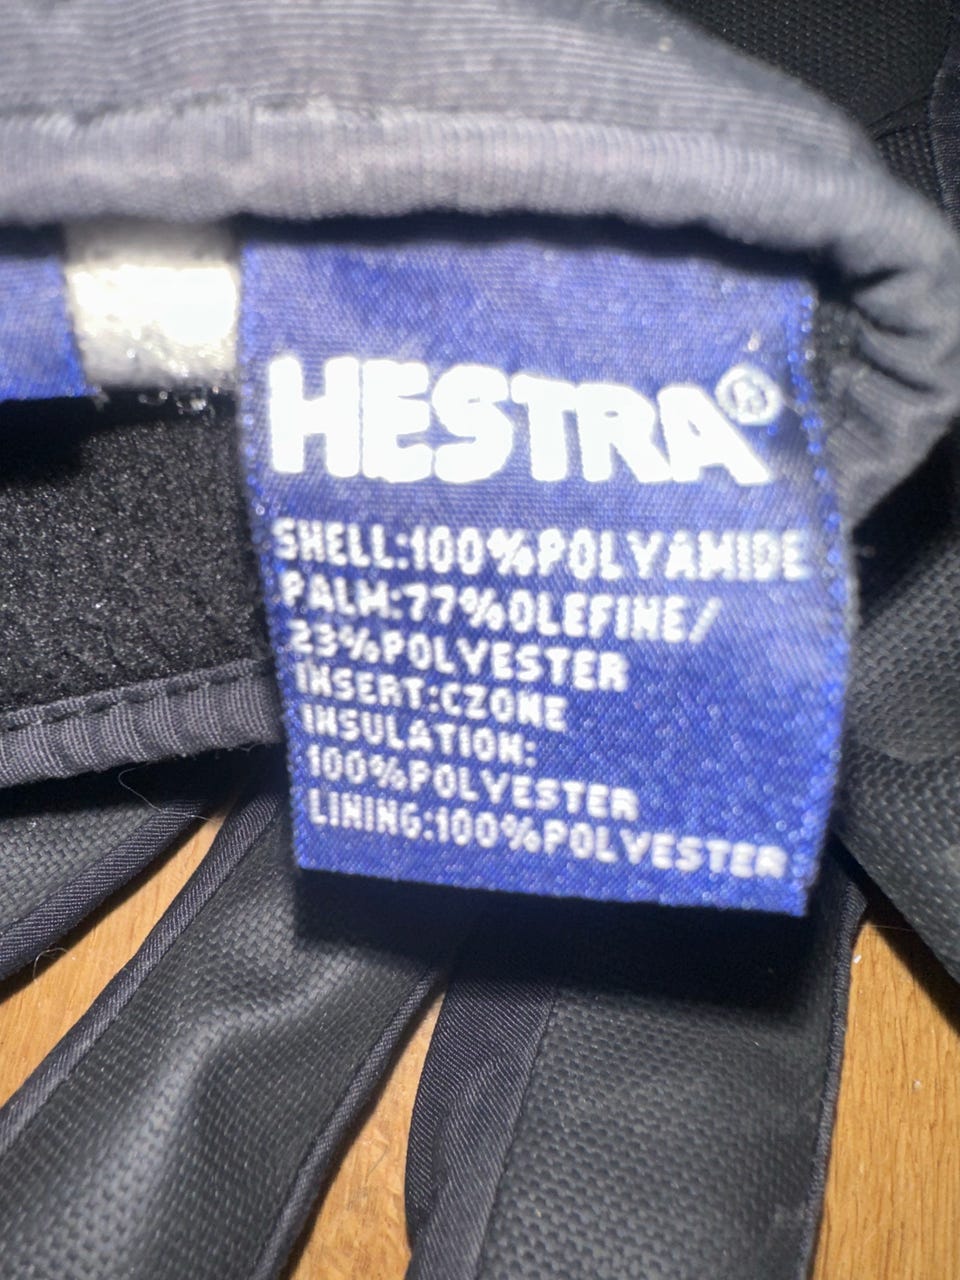 HESTRA®
SHELL:100%POLYAMIDE
PALM:77%OLEFINE/
23%POLYESTER
INSERT:CZONE
INSULATION:
100%POLYESTER
LINING:100%POLYESTER